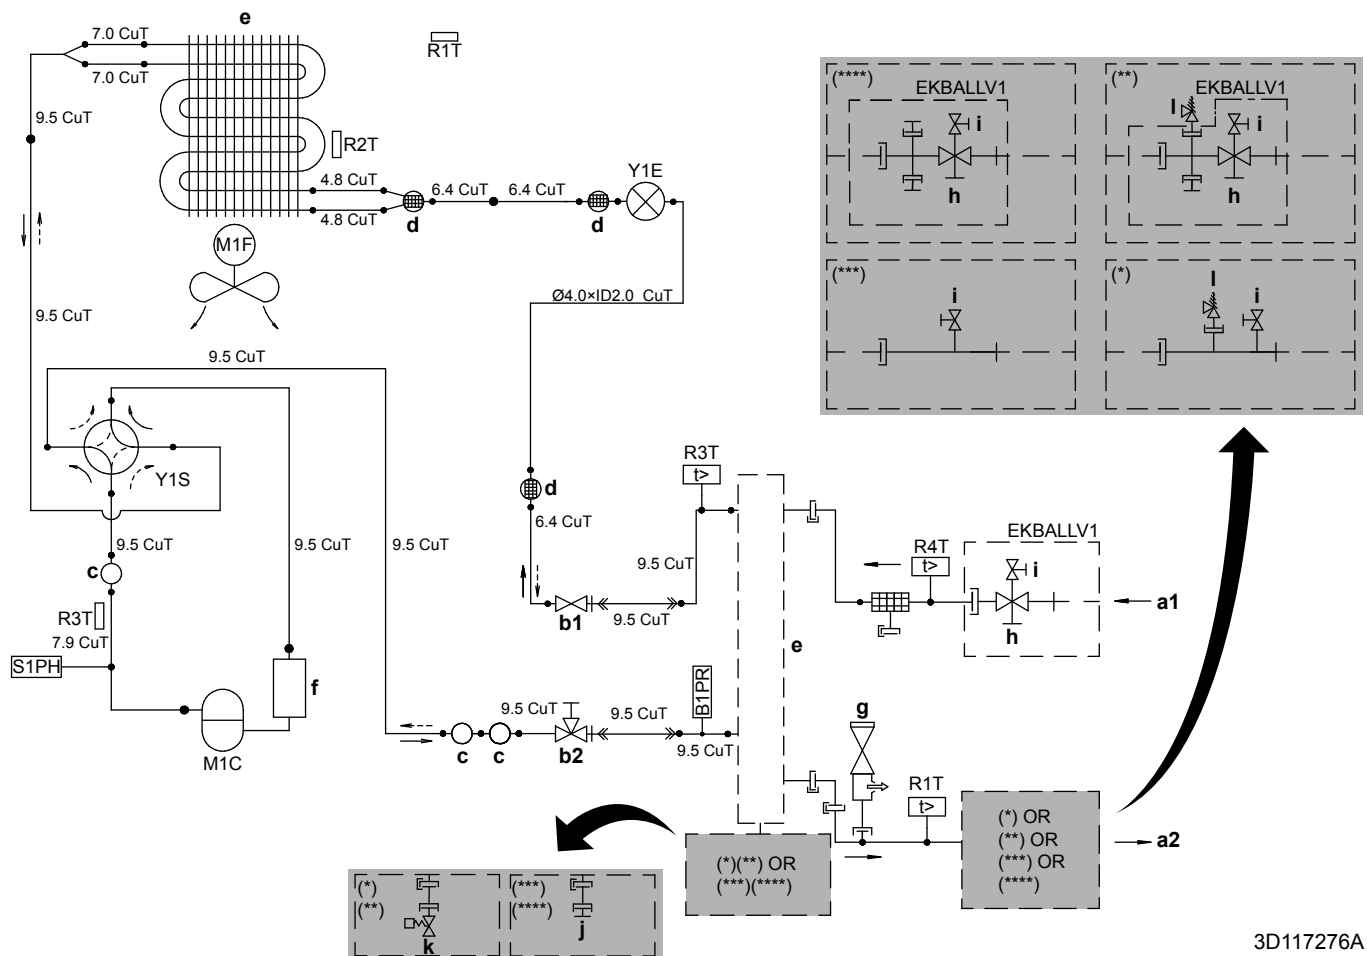 e
7.0 CuT
7.0 CuT
R1T
9.5 CuT
R2T
4.8 CuT
4.8 CuT
d
6.4 CuT
6.4 CuT
d
Y1E
M1F
9.5 CuT
Ø4.0×ID2.0 CuT
9.5 CuT
Y1S
9.5 CuT
9.5 CuT
9.5 CuT
c
R3T
7.9 CuT
S1PH
f
M1C
d
6.4 CuT
b1
9.5 CuT
9.5 CuT
R3T
t>
9.5 CuT
b2
9.5 CuT
9.5 CuT
B1PR
c
c
e
R4T
t>
EKBALLV1
i
h
a1
g
R1T
t>
(*) OR
(**) OR
(***) OR
(****)
a2
(*)(**) OR
(***)(****)
(*)
(**)
k
(***)
(****)
j
(****)
EKBALLV1
i
h
(**)
EKBALLV1
l
i
h
(***)
i
(*)
l
i
3D117276A